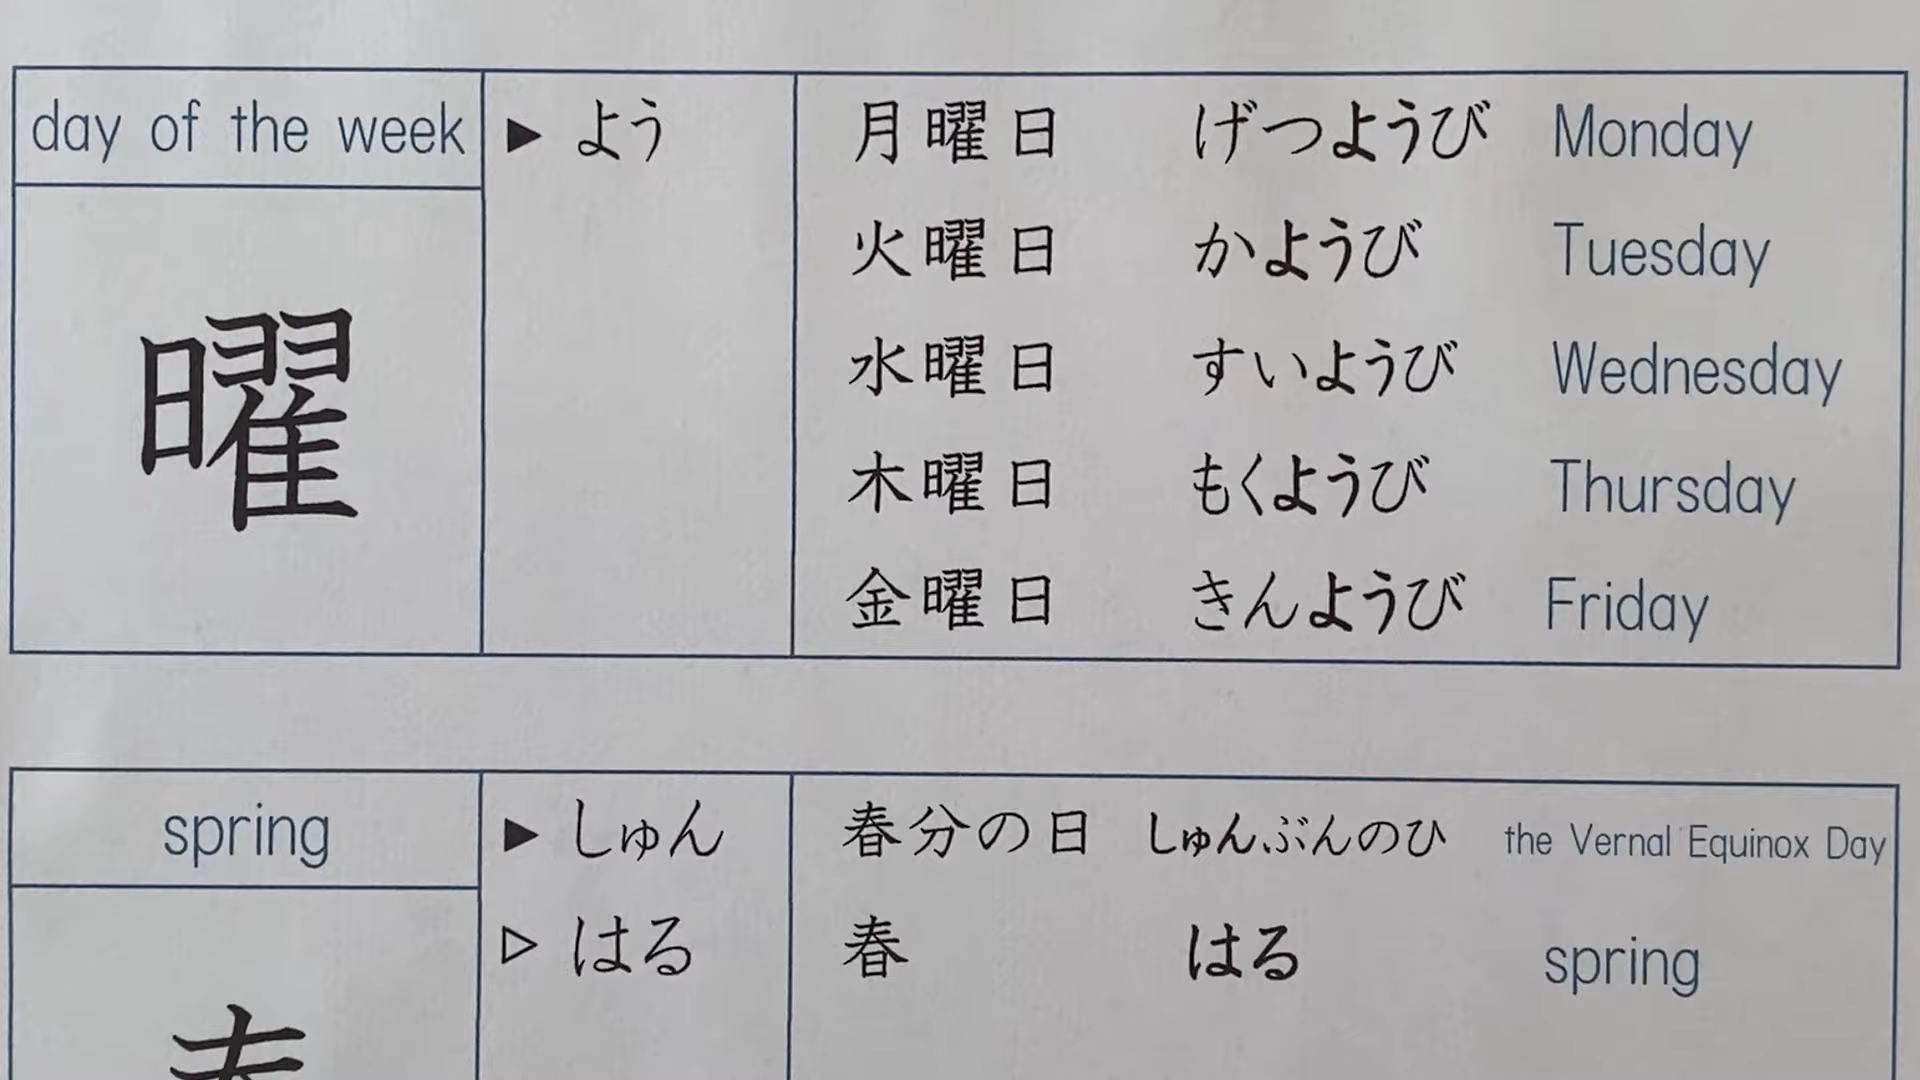 day of the week ▶ よう 月曜日 げつようび Monday
火曜日 かようび Tuesday
曜
水曜日 すいようび Wednesday
木曜日 もくようび Thursday
金曜日 きんようび Friday
spring ▶ しゅん 春分の日 しゅんぶんのひ the Vernal Equinox Day
▷ はる 春 はる spring